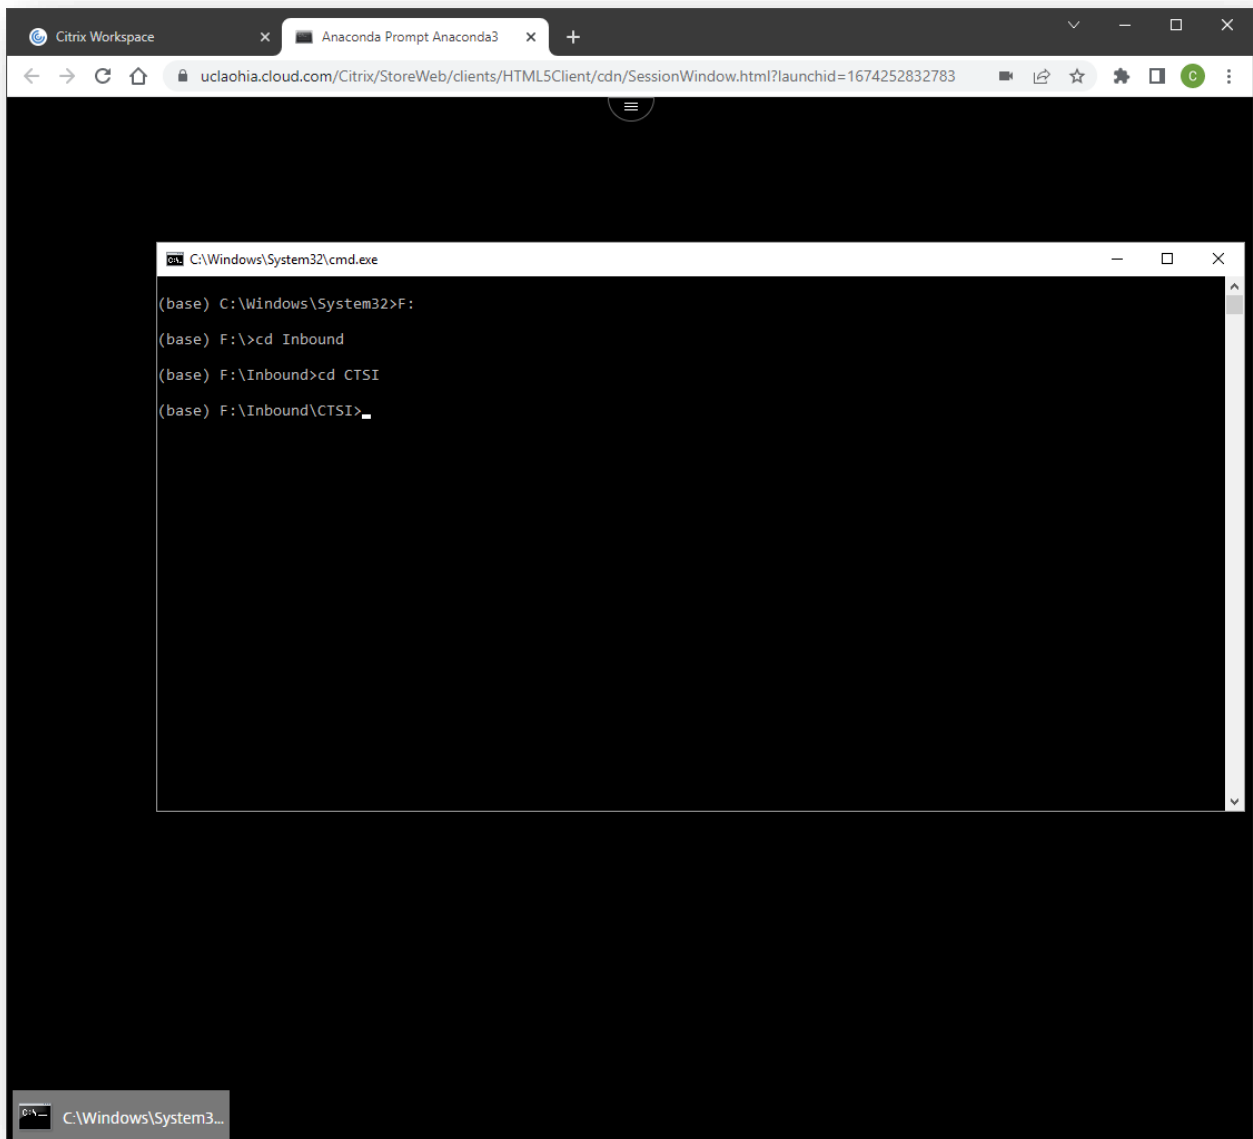 Citrix Workspace
Anaconda Prompt Anaconda3
uclaohia.cloud.com/Citrix/StoreWeb/clients/HTML5Client/cdn/SessionWindow.html?launchid=1674252832783
C
C:\Windows\System32\cmd.exe
(base) C:\Windows\System32>F:
(base) F:\>cd Inbound
(base) F:\Inbound>cd CTSI
(base) F:\Inbound\CTSI>
C:\Windows\System3...